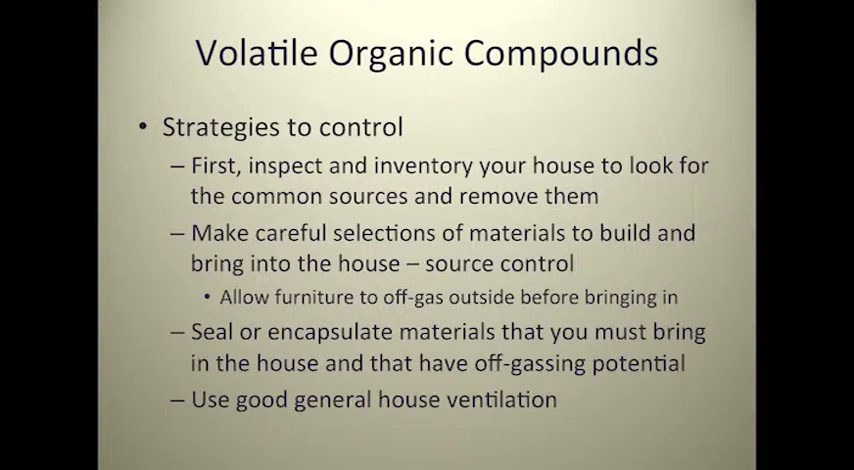 Volatile Organic Compounds
• Strategies to control
– First, inspect and inventory your house to look for
the common sources and remove them
– Make careful selections of materials to build and
bring into the house – source control
• Allow furniture to off-gas outside before bringing in
– Seal or encapsulate materials that you must bring
in the house and that have off-gassing potential
– Use good general house ventilation